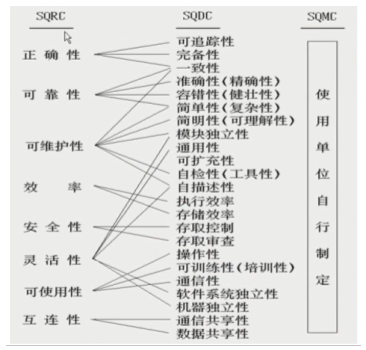 SQRC SQDC SQMC
正确性
可靠性
可维护性
效率
安全性
灵活性
可使用性
互连性
可追踪性
完备性
一致性
准确性(精确性)
容错性(健壮性)
简单性(复杂性)
简明性(可理解性)
模块独立性
通用性
可扩充性
自检性(工具性)
自描述性
执行效率
存储效率
存取控制
存取审查
操作性
可训练性(培训性)
通信性
软件系统独立性
机器独立性
通信共享性
数据共享性
使用单位自行制定